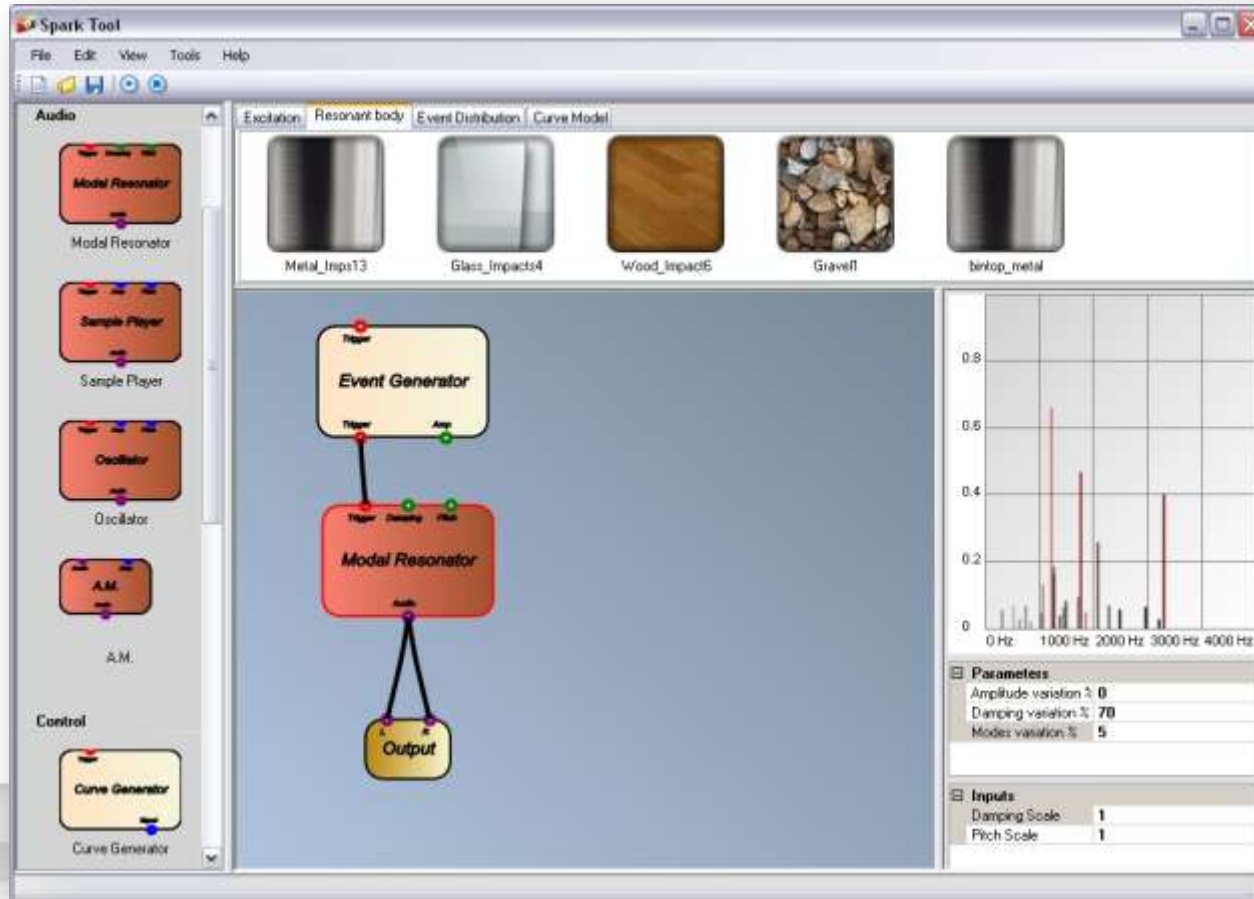 Spark Tool
File Edit View Tools Help
Audio
Modal Resonator
Audio
Modal Resonator
Sample Player
Audio
Sample Player
Oscillator
Audio
Oscillator
A.M.
A.M.
Control
Curve Generator
Curve Generator
Excitation Resonant body Event Distribution Curve Model
Metal_Imps13 Glass_Impacts4 Wood_Impact6 Gravel1 bintop_metal
Trigger
Event Generator
Trigger Amp
Trigger Damping Pitch
Modal Resonator
Audio
L R
Output
0.8
0.6
0.4
0.2
0
0 Hz 1000 Hz 2000 Hz 3000 Hz 4000 Hz
Parameters
Amplitude variation % 0
Damping variation % 70
Modes variation % 5
Inputs
Damping Scale 1
Pitch Scale 1